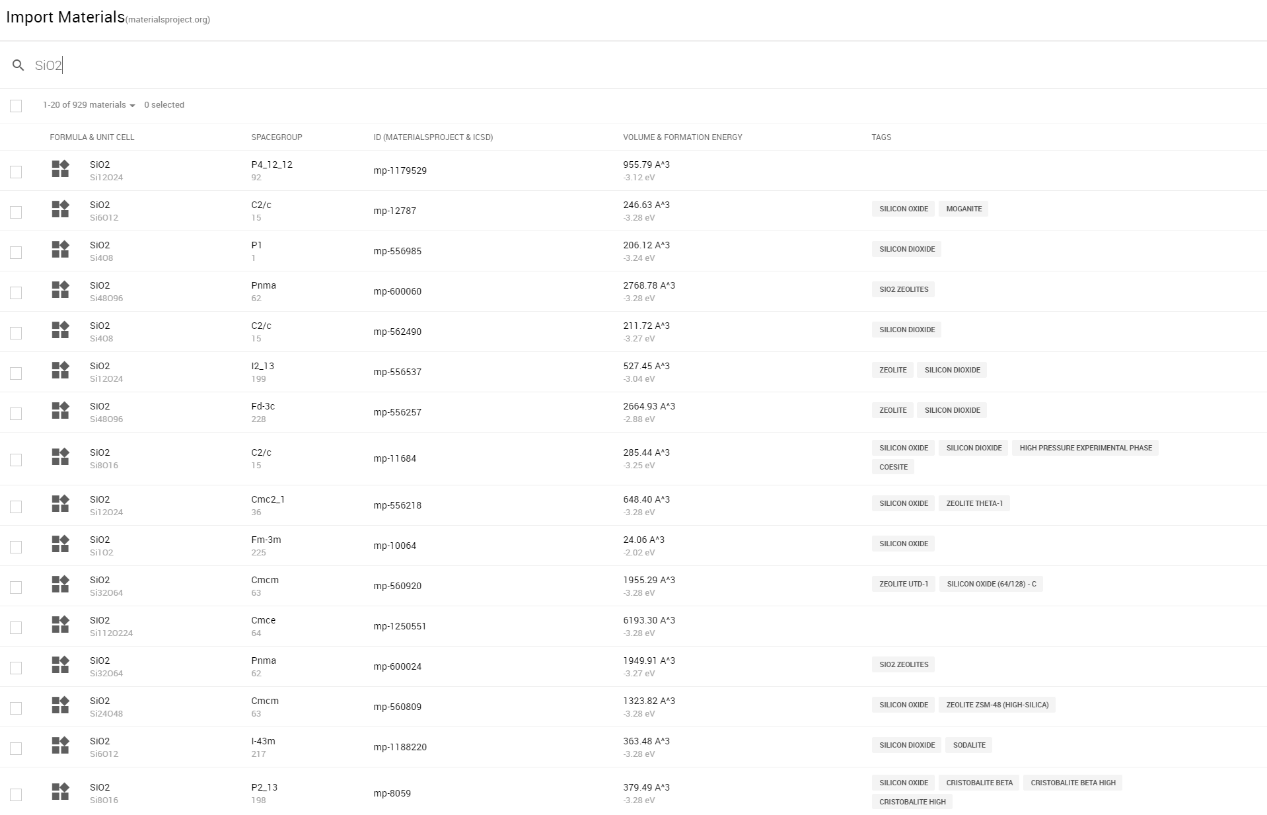 Import Materials(materialsproject.org)
SiO2
1-20 of 929 materials 0 selected
FORMULA & UNIT CELL SPACEGROUP ID (MATERIALSPROJECT & ICSD) VOLUME & FORMATION ENERGY TAGS
SiO2 P4_12_12 mp-1179529 955.79 A^3
Si12O24 92 -3.12 eV
SiO2 C2/c mp-12787 246.63 A^3 SILICON OXIDE MOGANITE
Si6O12 15 -3.28 eV
SiO2 P1 mp-556985 206.12 A^3 SILICON DIOXIDE
Si4O8 1 -3.24 eV
SiO2 Pnma mp-600060 2768.78 A^3 SIO2 ZEOLITES
Si48O96 62 -3.28 eV
SiO2 C2/c mp-562490 211.72 A^3 SILICON DIOXIDE
Si4O8 15 -3.27 eV
SiO2 I2_13 mp-556537 527.45 A^3 ZEOLITE SILICON DIOXIDE
Si12O24 199 -3.04 eV
SiO2 Fd-3c mp-556257 2664.93 A^3 ZEOLITE SILICON DIOXIDE
Si48O96 228 -2.88 eV
SiO2 C2/c mp-11684 285.44 A^3 SILICON OXIDE SILICON DIOXIDE HIGH PRESSURE EXPERIMENTAL PHASE
Si8O16 15 -3.25 eV COESITE
SiO2 Cmc2_1 mp-556218 648.40 A^3 SILICON OXIDE ZEOLITE THETA-1
Si12O24 36 -3.28 eV
SiO2 Fm-3m mp-10064 24.06 A^3 SILICON OXIDE
Si1O2 225 -2.02 eV
SiO2 Cmcm mp-560920 1955.29 A^3 ZEOLITE UTD-1 SILICON OXIDE (64/128) - C
Si32O64 63 -3.28 eV
SiO2 Cmce mp-1250551 6193.30 A^3
Si112O224 64 -3.28 eV
SiO2 Pnma mp-600024 1949.91 A^3 SIO2 ZEOLITES
Si32O64 62 -3.27 eV
SiO2 Cmcm mp-560809 1323.82 A^3 SILICON OXIDE ZEOLITE ZSM-48 (HIGH-SILICA)
Si24O48 63 -3.28 eV
SiO2 I-43m mp-1188220 363.48 A^3 SILICON DIOXIDE SODALITE
Si6O12 217 -3.28 eV
SiO2 P2_13 mp-8059 379.49 A^3 SILICON OXIDE CRISTOBALITE BETA CRISTOBALITE BETA HIGH
Si8O16 198 -3.28 eV CRISTOBALITE HIGH